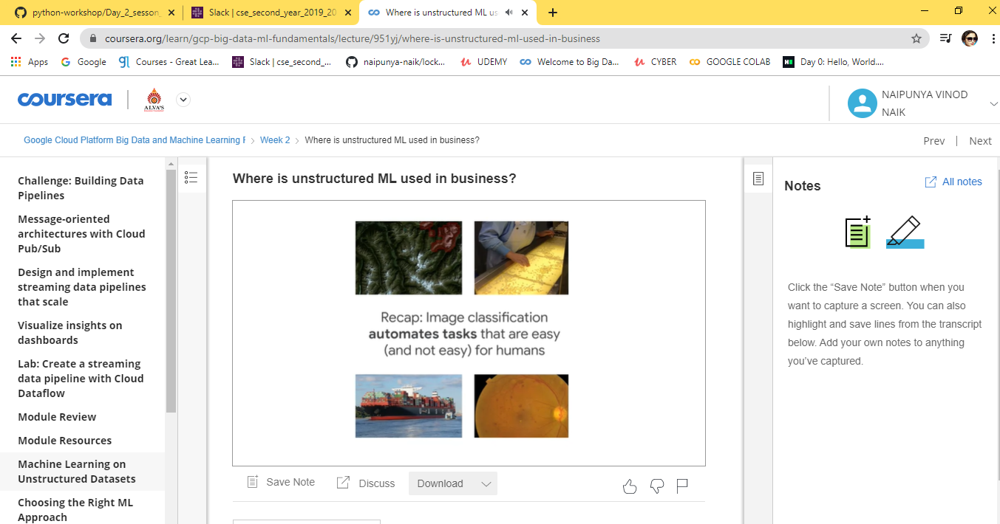 python-workshop/Day_2_sesson_
Slack | cse_second_year_2019_20
Where is unstructured ML us
coursera.org/learn/gcp-big-data-ml-fundamentals/lecture/951yj/where-is-unstructured-ml-used-in-business
Apps
Google
Courses - Great Lea...
Slack | cse_second_...
naipunya-naik/lock...
UDEMY
Welcome to Big Da...
CYBER
GOOGLE COLAB
Day 0: Hello, World....
coursera
ALVA'S
NAIPUNYA VINOD
NAIK
Google Cloud Platform Big Data and Machine Learning F
Week 2
Where is unstructured ML used in business?
Prev | Next
Challenge: Building Data
Pipelines
Message-oriented
architectures with Cloud
Pub/Sub
Design and implement
streaming data pipelines
that scale
Visualize insights on
dashboards
Lab: Create a streaming
data pipeline with Cloud
Dataflow
Module Review
Module Resources
Machine Learning on
Unstructured Datasets
Choosing the Right ML
Approach
Where is unstructured ML used in business?
Recap: Image classification
automates tasks that are easy
(and not easy) for humans
Save Note
Discuss
Download
Notes
All notes
Click the “Save Note” button when you
want to capture a screen. You can also
highlight and save lines from the transcript
below. Add your own notes to anything
you’ve captured.